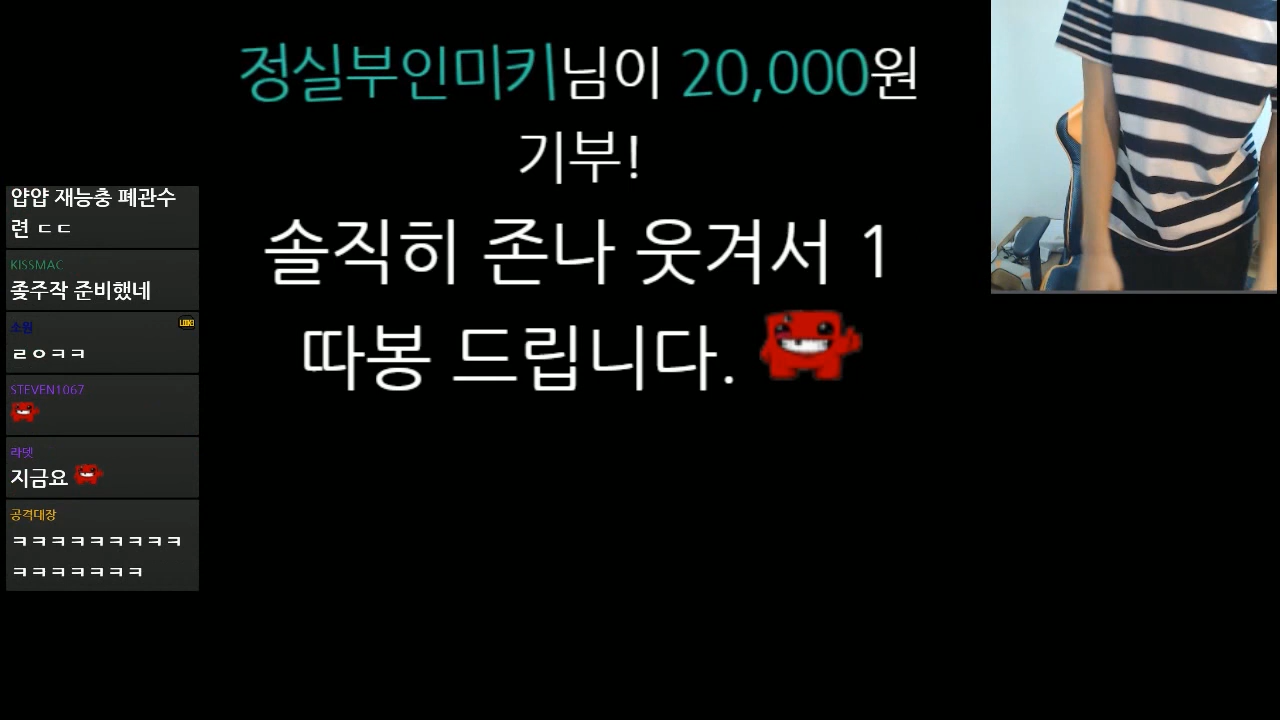 정실부인미키님이 20,000원
기부!
솔직히 존나 웃겨서 1
따봉 드립니다.
얍얍 재능충 폐관수
련 ㄷㄷ
KISSMAC
좆주작 준비했네
소원
ㄹㅇㅋㅋ
STEVEN1067
라뎃
지금요
공격대장
ㅋㅋㅋㅋㅋㅋㅋㅋㅋ
ㅋㅋㅋㅋㅋㅋㅋ